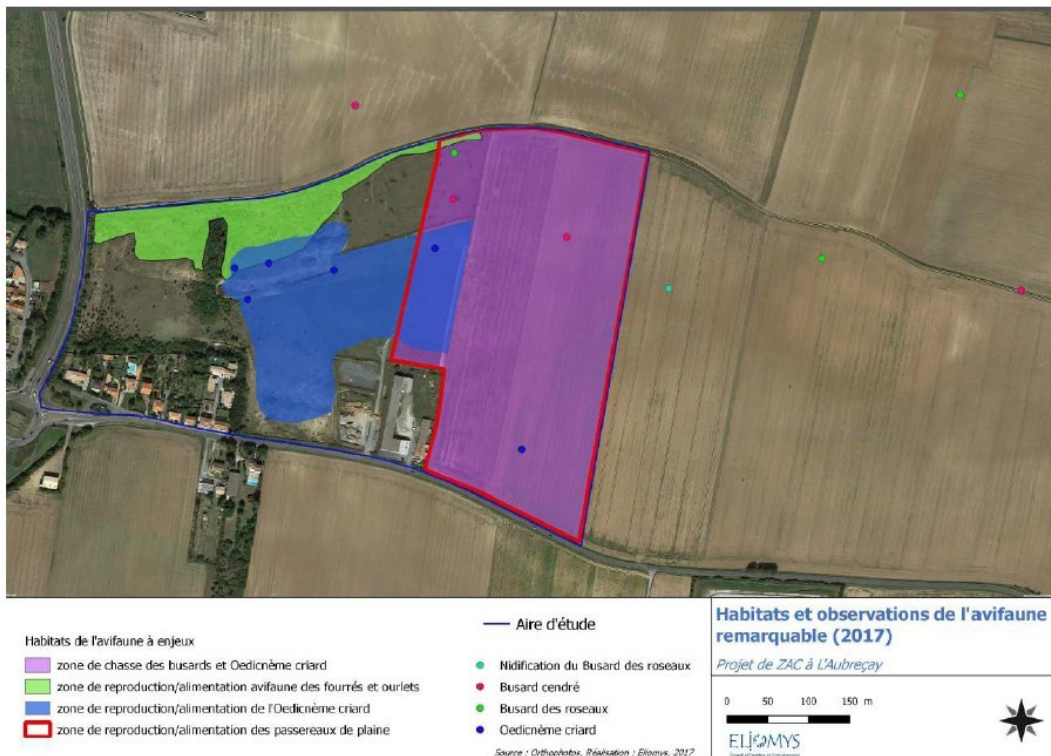 Habitats de l'avifaune à enjeux
zone de chasse des busards et Oedicnème criard
zone de reproduction/alimentation avifaune des fourrés et ourlets
zone de reproduction/alimentation de l'Oedicnème criard
zone de reproduction/alimentation des passereaux de plaine
Aire d'étude
Nidification du Busard des roseaux
Busard cendré
Busard des roseaux
Oedicnème criard
Source : Orthophotos, Réalisation : Eliomys, 2017
Habitats et observations de l'avifaune
remarquable (2017)
Projet de ZAC à L'Aubreçay
0 50 100 150 m
ELIOMYS